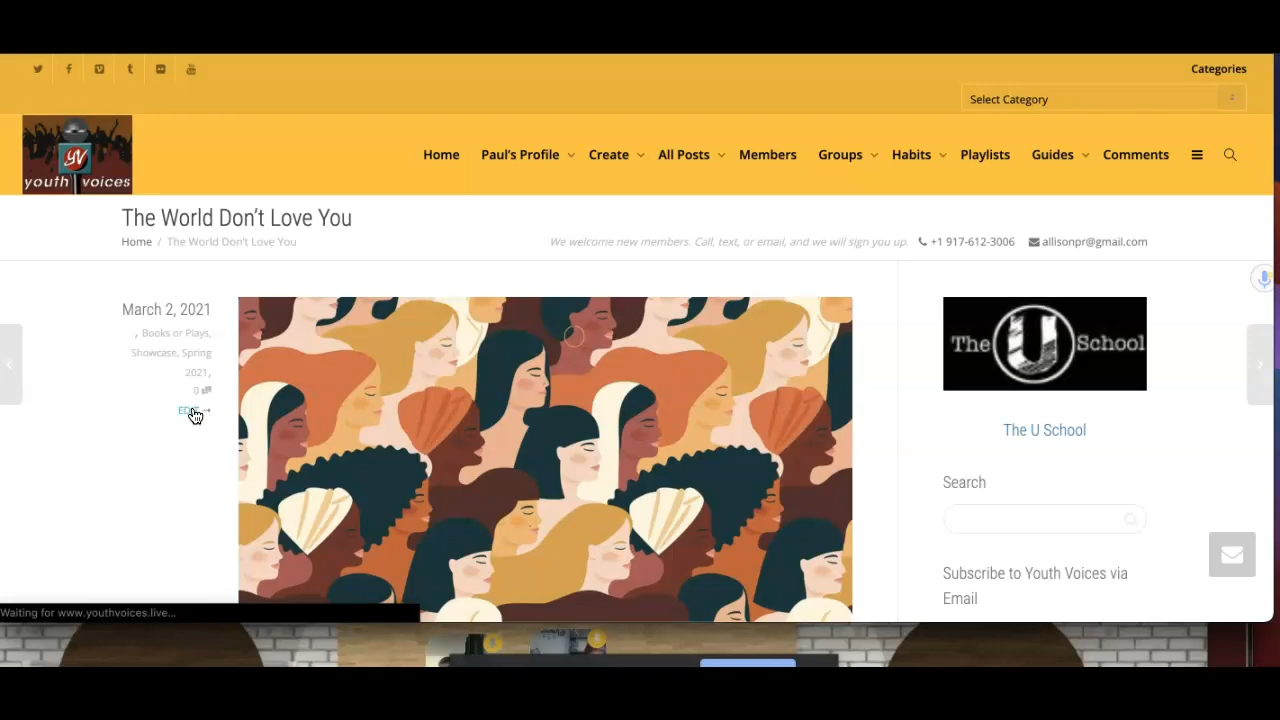 Categories
Select Category
youth voices
Home Paul's Profile Create All Posts Members Groups Habits Playlists Guides Comments
The World Don't Love You
Home / The World Don't Love You
We welcome new members. Call, text, or email, and we will sign you up. +1 917-612-3006 allisonpr@gmail.com
March 2, 2021
, Books or Plays,
Showcase, Spring
2021,
0
The U School
The U School
Search
Subscribe to Youth Voices via
Email
Waiting for www.youthvoices.live...